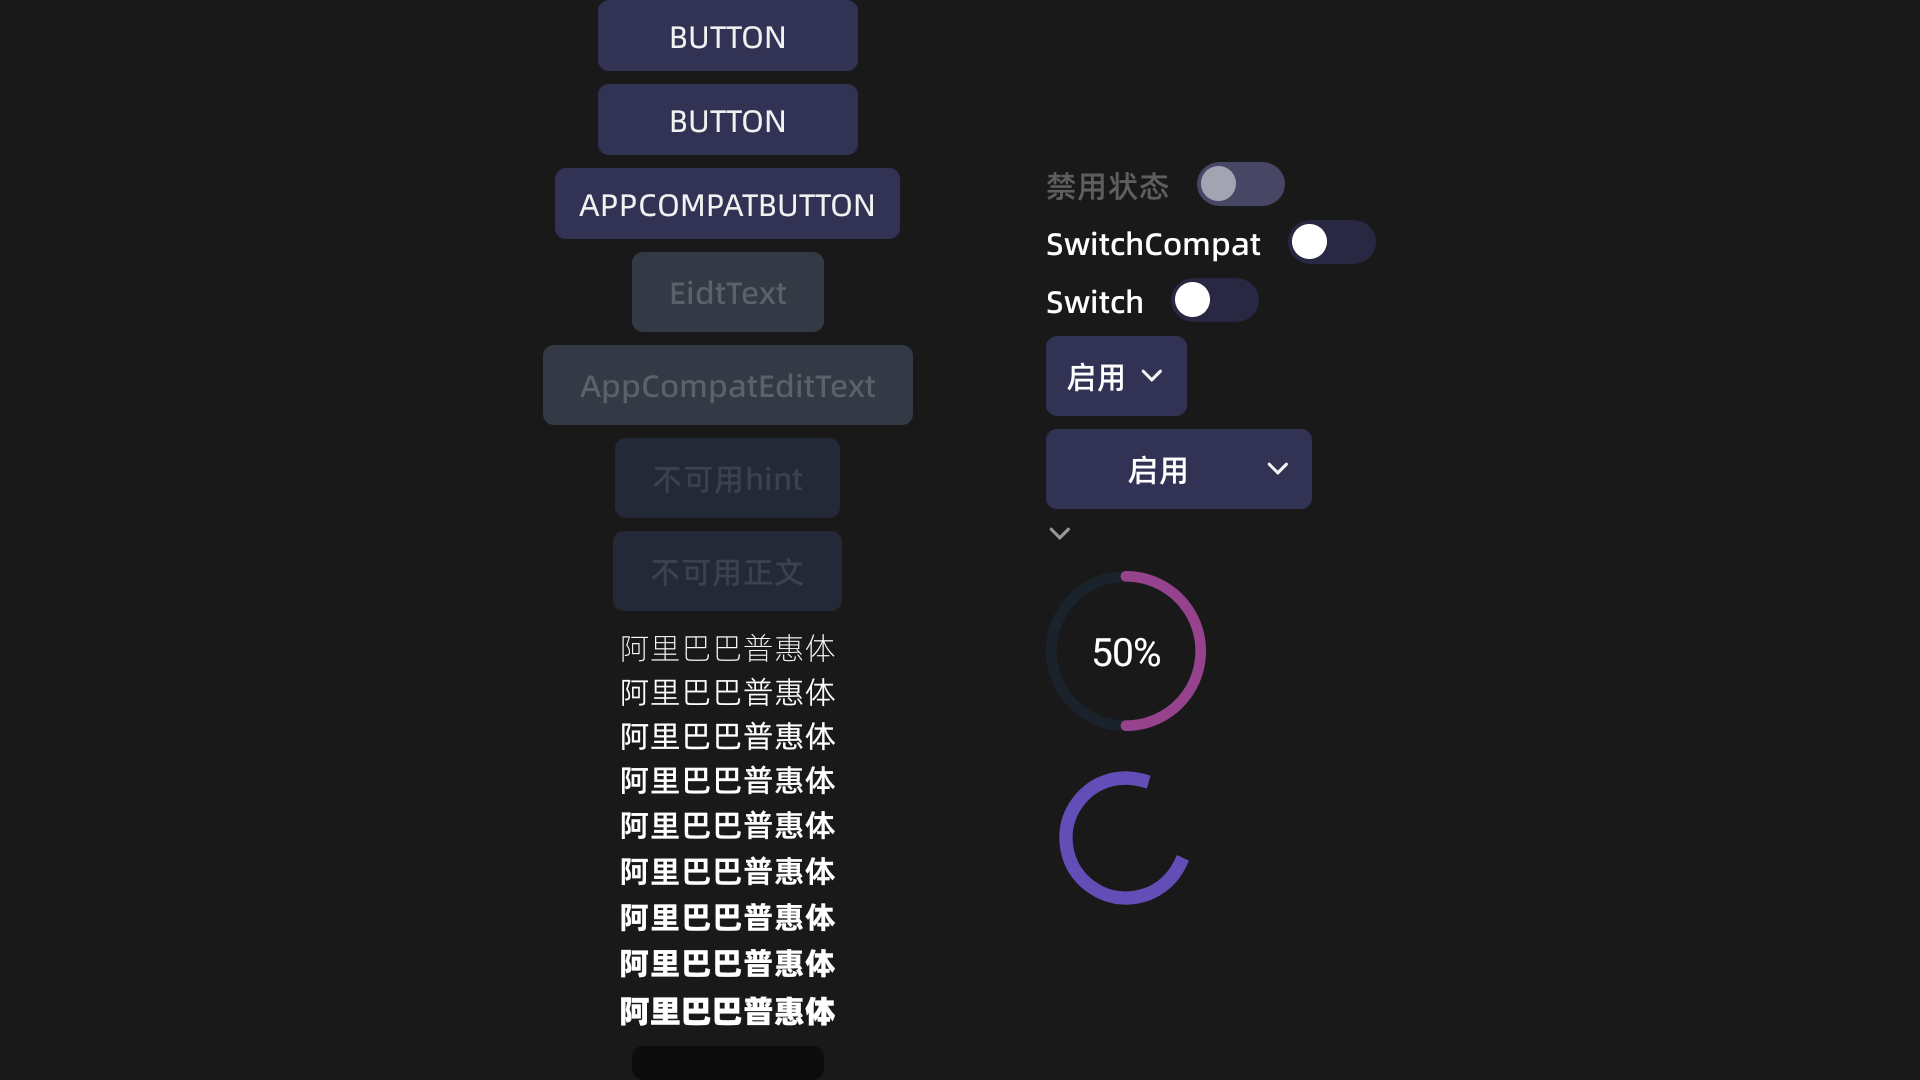 BUTTON
BUTTON
APPCOMPATBUTTON
EidtText
AppCompatEditText
不可用hint
不可用正文
阿里巴巴普惠体
阿里巴巴普惠体
阿里巴巴普惠体
阿里巴巴普惠体
阿里巴巴普惠体
阿里巴巴普惠体
阿里巴巴普惠体
阿里巴巴普惠体
阿里巴巴普惠体
禁用状态
SwitchCompat
Switch
启用
启用
50%